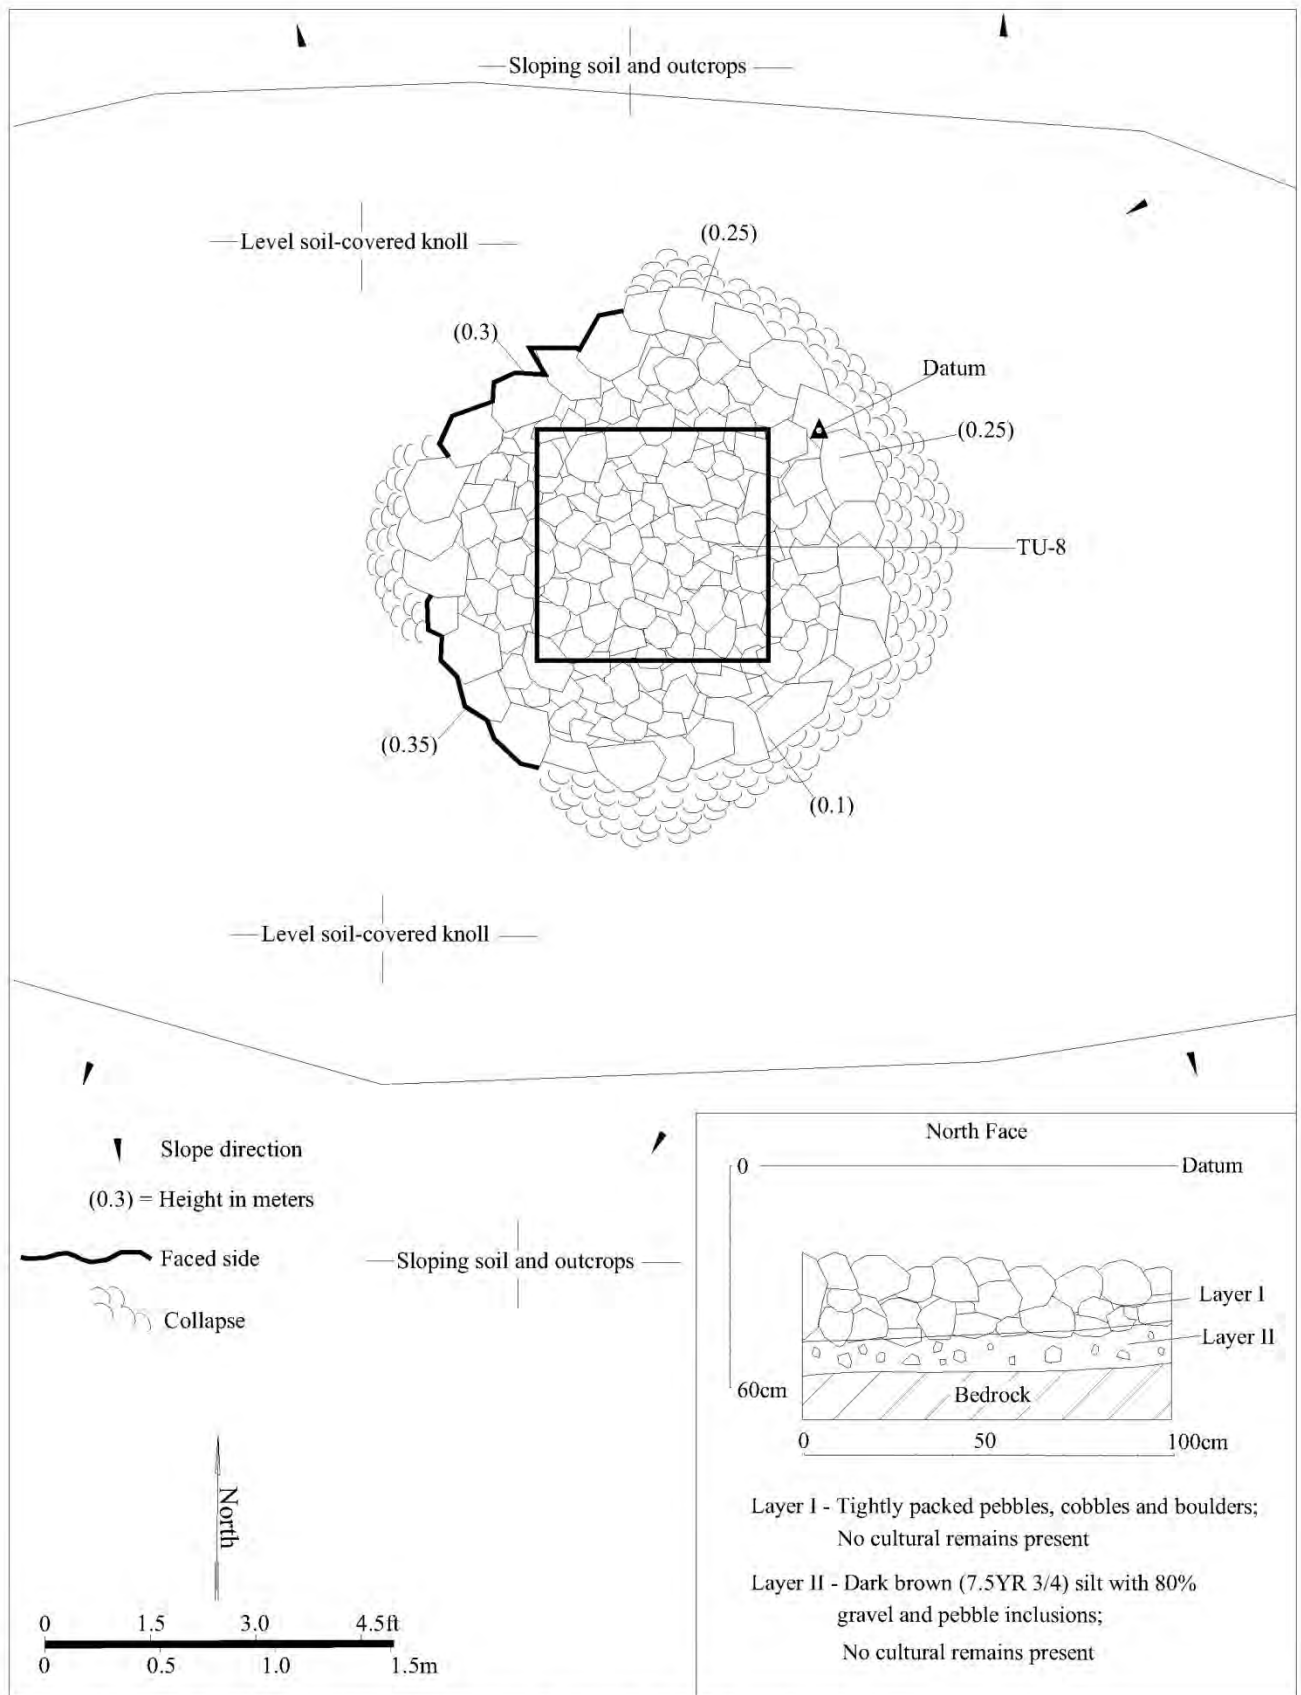 Sloping soil and outcrops
Level soil-covered knoll
(0.25)
(0.3)
Datum
(0.25)
TU-8
(0.35)
(0.1)
Level soil-covered knoll
Slope direction
(0.3) = Height in meters
Faced side
Collapse
Sloping soil and outcrops
North
0 1.5 3.0 4.5ft
0 0.5 1.0 1.5m
North Face
0 Datum
Layer I
Layer II
60cm
Bedrock
0 50 100cm
Layer I - Tightly packed pebbles, cobbles and boulders;
No cultural remains present
Layer II - Dark brown (7.5YR 3/4) silt with 80%
gravel and pebble inclusions;
No cultural remains present